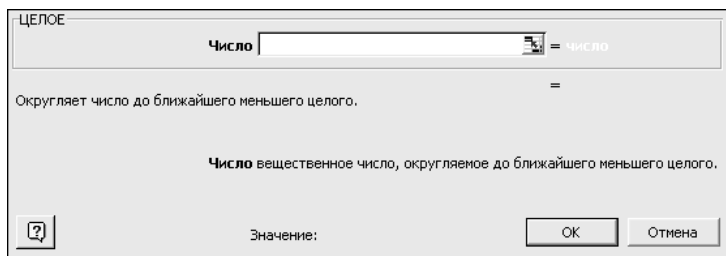 ЦЕЛОЕ
Число = число
=
Округляет число до ближайшего меньшего целого.
Число вещественное число, округляемое до ближайшего меньшего целого.
? Значение: OK Отмена